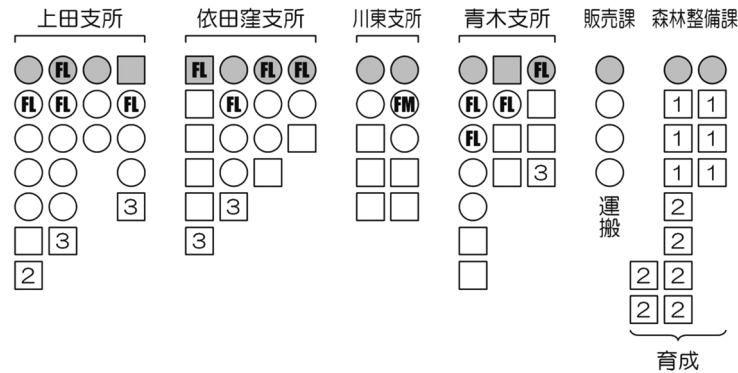 上田支所 依田窪支所 川東支所 青木支所 販売課 森林整備課
FL FL FL FL FL
FL FL FL FM FL FL 1 1
FL 1 1
3 1 1
3 3 2
運搬
3 3 2
2 2 2
2 2
育成